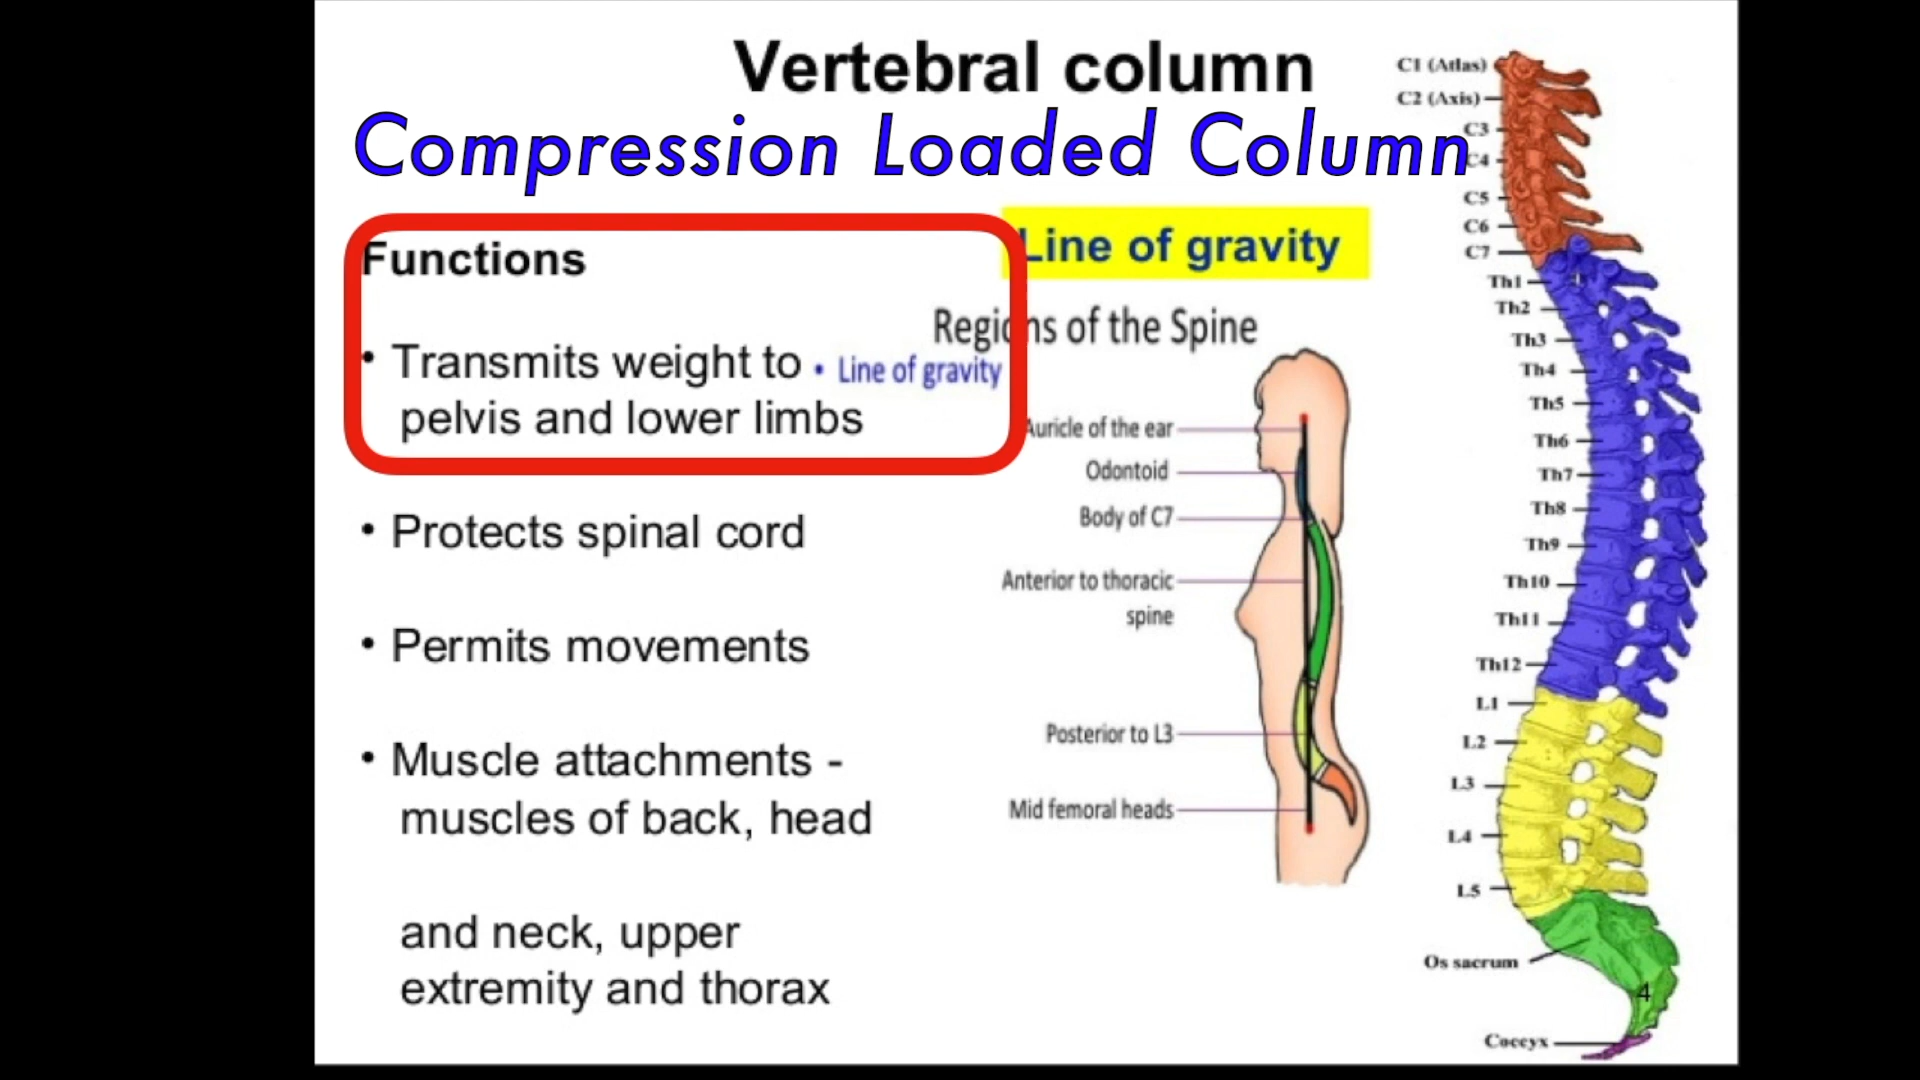 Vertebral column
Compression Loaded Column
Functions
• Transmits weight to
pelvis and lower limbs
• Protects spinal cord
• Permits movements
• Muscle attachments -
muscles of back, head
and neck, upper
extremity and thorax
Line of gravity
Regions of the Spine
• Line of gravity
Auricle of the ear
Odontoid
Body of C7
Anterior to thoracic
spine
Posterior to L3
Mid femoral heads
C1 (Atlas)
C2 (Axis)
C3
C4
C5
C6
C7
Th1
Th2
Th3
Th4
Th5
Th6
Th7
Th8
Th9
Th10
Th11
Th12
L1
L2
L3
L4
L5
Os sacrum
4
Coccyx